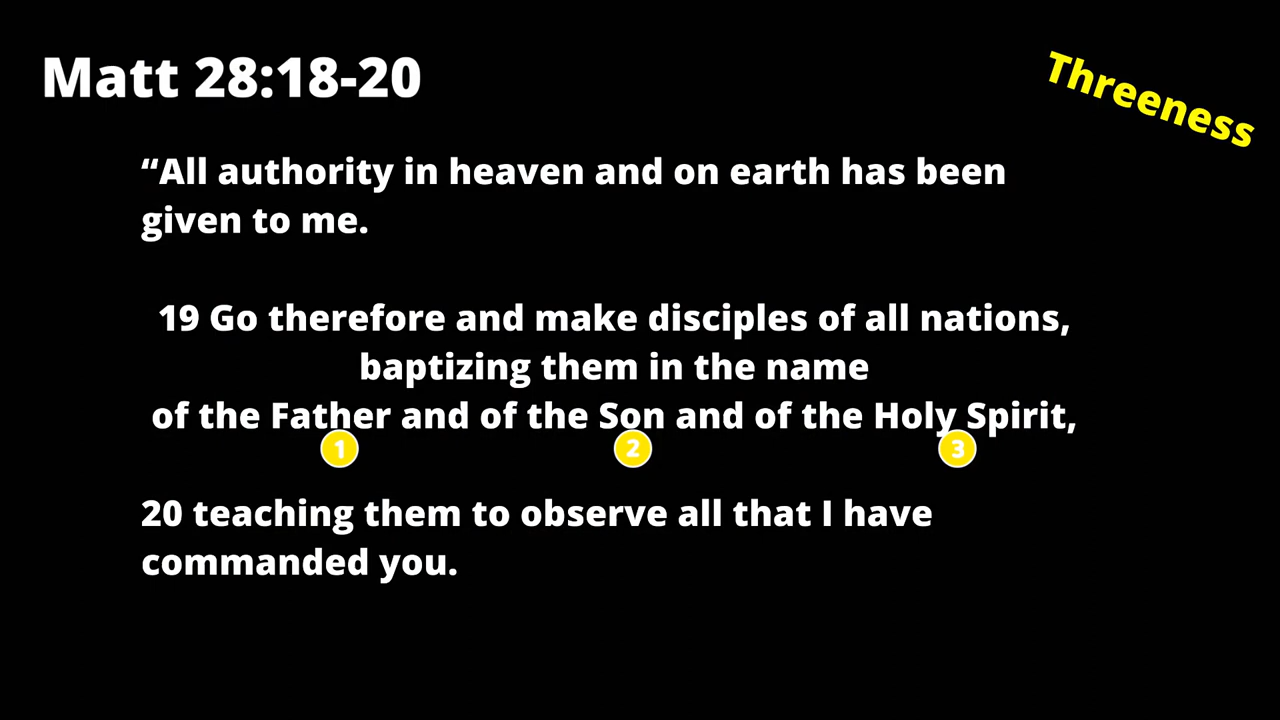 Matt 28:18-20
Threeness
“All authority in heaven and on earth has been
given to me.
19 Go therefore and make disciples of all nations,
baptizing them in the name
of the Father and of the Son and of the Holy Spirit,
1 2 3
20 teaching them to observe all that I have
commanded you.